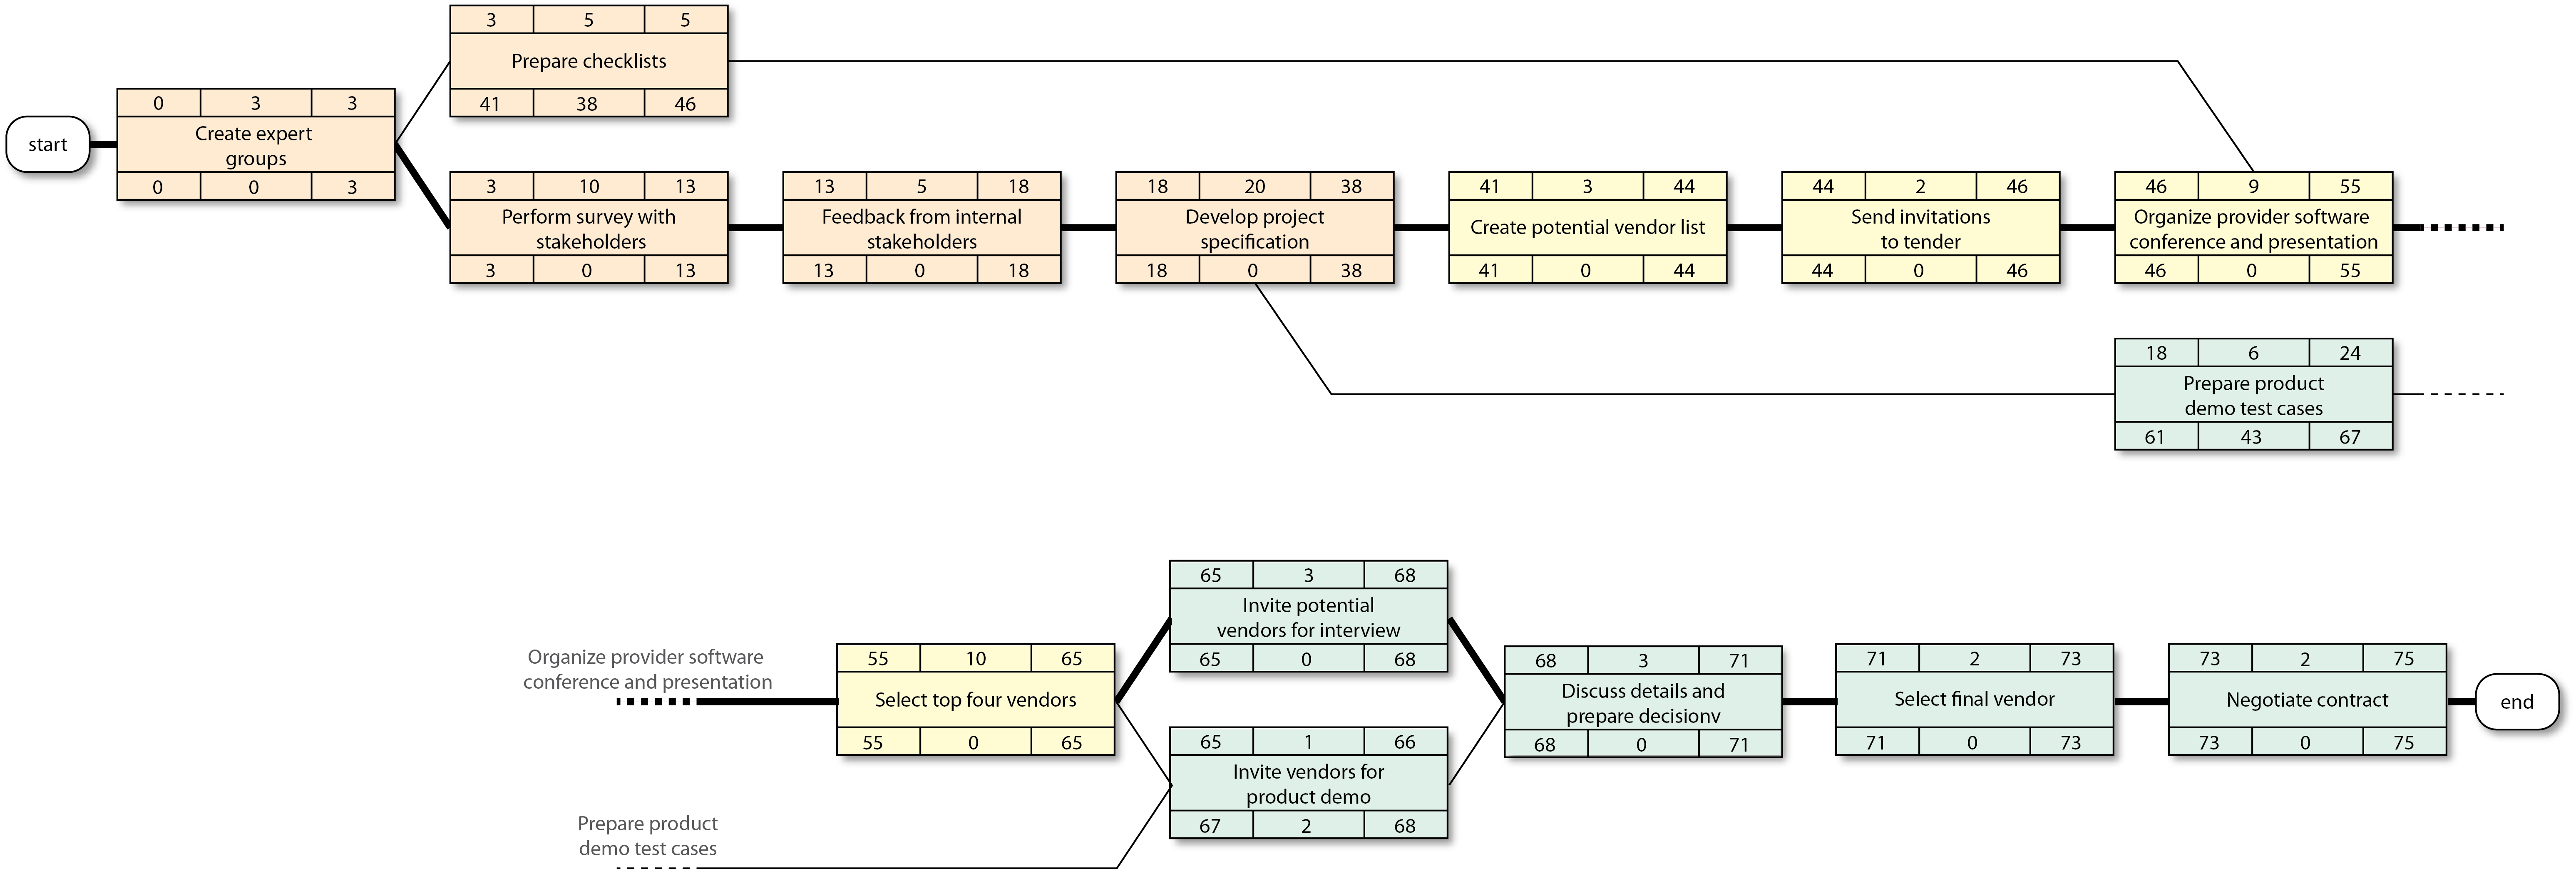 3 5 5
Prepare checklists
41 38 46
start
0 3 3
Create expert
groups
0 0 3
3 10 13
Perform survey with
stakeholders
3 0 13
13 5 18
Feedback from internal
stakeholders
13 0 18
18 20 38
Develop project
specification
18 0 38
41 3 44
Create potential vendor list
41 0 44
44 2 46
Send invitations
to tender
44 0 46
46 9 55
Organize provider software
conference and presentation
46 0 55
18 6 24
Prepare product
demo test cases
61 43 67
Organize provider software
conference and presentation
55 10 65
Select top four vendors
55 0 65
65 3 68
Invite potential
vendors for interview
65 0 68
Prepare product
demo test cases
65 1 66
Invite vendors for
product demo
67 2 68
68 3 71
Discuss details and
prepare decisionv
68 0 71
71 2 73
Select final vendor
71 0 73
73 2 75
Negotiate contract
73 0 75
end